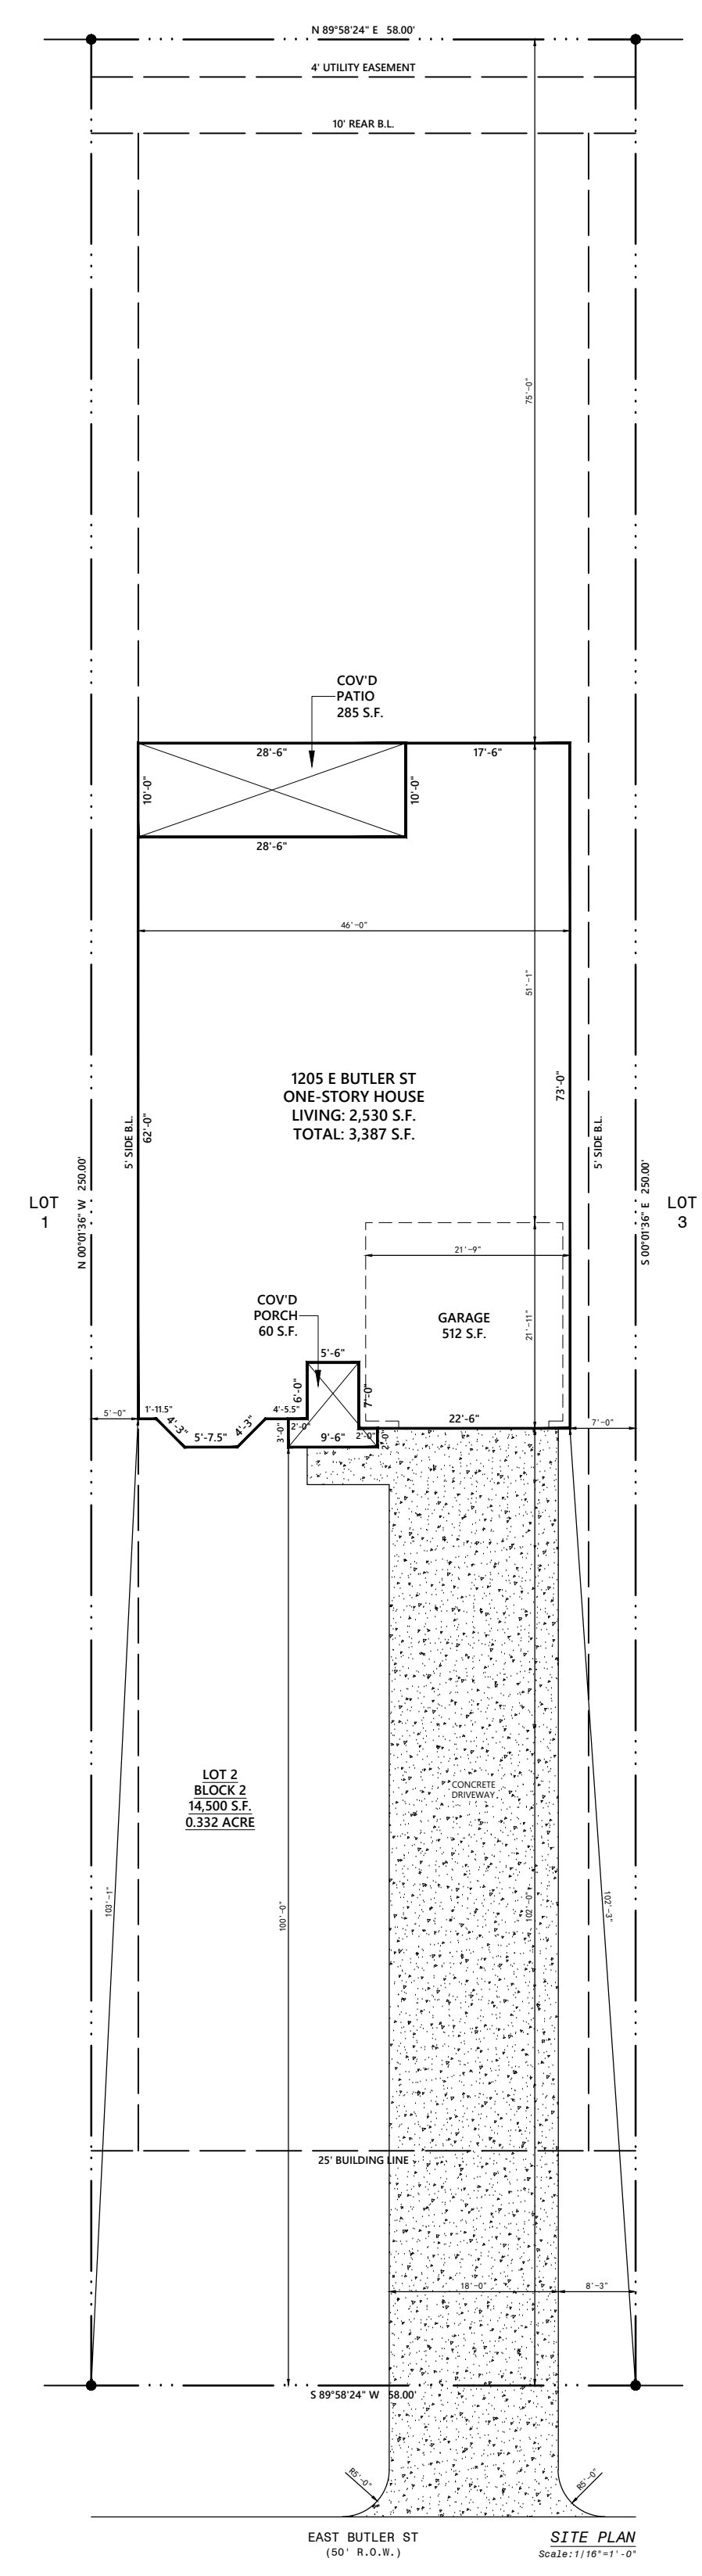 N 89°58'24" E 58.00'
4' UTILITY EASEMENT
10' REAR B.L.
75'-0"
COV'D
PATIO
285 S.F.
28'-6"
17'-6"
10'-0"
10'-0"
28'-6"
46'-0"
51'-1"
1205 E BUTLER ST
ONE-STORY HOUSE
LIVING: 2,530 S.F.
TOTAL: 3,387 S.F.
73'-0"
62'-0"
5' SIDE B.L.
5' SIDE B.L.
N 00°01'36" W 250.00'
S 00°01'36" E 250.00'
LOT
1
LOT
3
21'-9"
COV'D
PORCH
60 S.F.
GARAGE
512 S.F.
21'-11"
5'-6"
6'-0"
7'-0"
5'-0"
1'-11.5"
4'-3"
5'-7.5"
4'-3"
4'-5.5"
2'-0"
3'-0"
9'-6"
2'-0"
2'-0"
22'-6"
7'-0"
LOT 2
BLOCK 2
14,500 S.F.
0.332 ACRE
CONCRETE
DRIVEWAY
103'-1"
100'-0"
102'-0"
102'-3"
25' BUILDING LINE
18'-0"
8'-3"
S 89°58'24" W 58.00'
R5'-0"
R5'-0"
EAST BUTLER ST
(50' R.O.W.)
SITE PLAN
Scale:1/16"=1'-0"